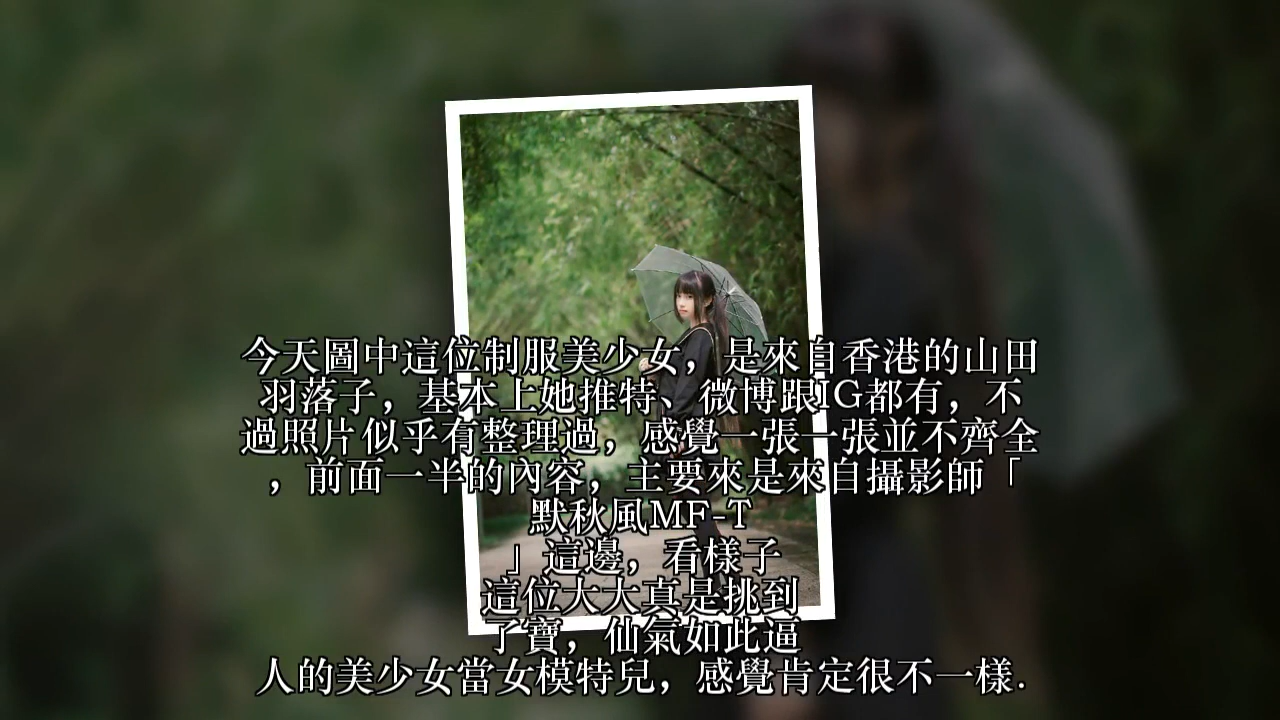 今天圖中這位制服美少女，是來自香港的山田
羽落子，基本上她推特、微博跟IG都有，不
過照片似乎有整理過，感覺一張一張並不齊全
，前面一半的內容，主要來是來自攝影師「
默秋風MF-T
」這邊，看樣子
這位大大真是挑到
了寶，仙氣如此逼
人的美少女當女模特兒，感覺肯定很不一樣.